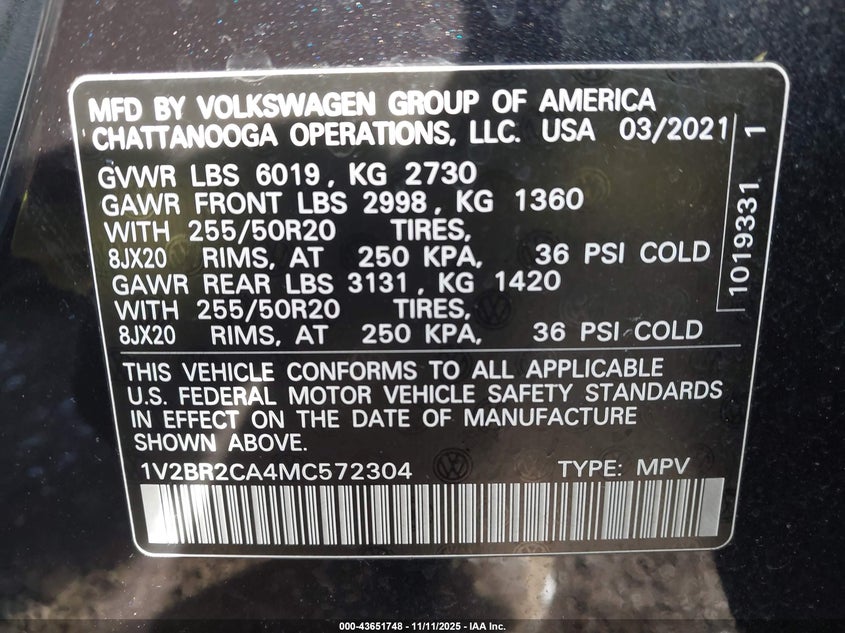 MFD BY VOLKSWAGEN GROUP OF AMERICA
CHATTANOOGA OPERATIONS, LLC. USA 03/2021
GVWR LBS 6019, KG 2730
GAWR FRONT LBS 2998, KG 1360
WITH 255/50R20 TIRES,
8JX20 RIMS, AT 250 KPA, 36 PSI COLD
GAWR REAR LBS 3131, KG 1420
WITH 255/50R20 TIRES,
8JX20 RIMS, AT 250 KPA, 36 PSI COLD
1019331 1
THIS VEHICLE CONFORMS TO ALL APPLICABLE
U.S. FEDERAL MOTOR VEHICLE SAFETY STANDARDS
IN EFFECT ON THE DATE OF MANUFACTURE
SHOWN ABOVE.
1V2BR2CA4MC572304 TYPE: MPV
000-43651748 - 11/11/2025 - IAA Inc.